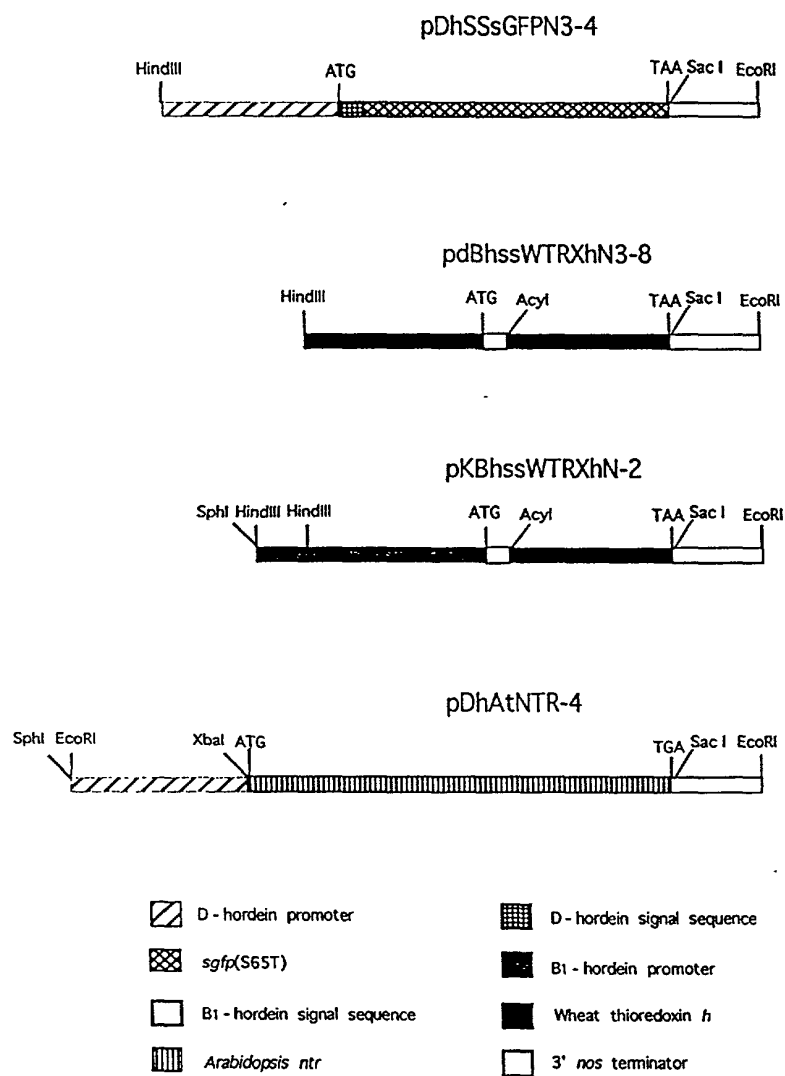 pDhSSsGFPN3-4
HindIII ATG TAA Sac I EcoRI
pdBhssWTRXhN3-8
HindIII ATG AcyI TAA Sac I EcoRI
pKBhssWTRXhN-2
SphI HindIII HindIII ATG AcyI TAA Sac I EcoRI
pDhAtNTR-4
SphI EcoRI XbaI ATG TGA Sac I EcoRI
D - hordein promoter
D - hordein signal sequence
sgfp(S65T)
B1 - hordein promoter
B1 - hordein signal sequence
Wheat thioredoxin h
Arabidopsis ntr
3' nos terminator